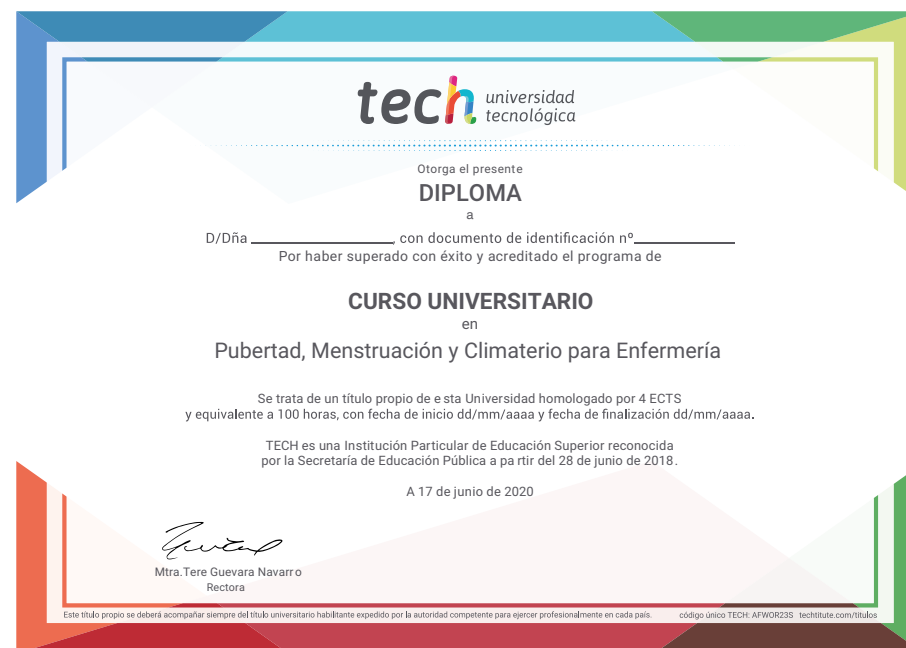 tech universidad
tecnológica
Otorga el presente
DIPLOMA
a
D/Dña ____________________, con documento de identificación nº______________
Por haber superado con éxito y acreditado el programa de
CURSO UNIVERSITARIO
en
Pubertad, Menstruación y Climaterio para Enfermería
Se trata de un título propio de e sta Universidad homologado por 4 ECTS
y equivalente a 100 horas, con fecha de inicio dd/mm/aaaa y fecha de finalización dd/mm/aaaa.
TECH es una Institución Particular de Educación Superior reconocida
por la Secretaría de Educación Pública a pa rtir del 28 de junio de 2018.
A 17 de junio de 2020
Mtra.Tere Guevara Navarro
Rectora
Este título propio se deberá acompañar siempre del título universitario habilitante expedido por la autoridad competente para ejercer profesionalmente en cada país. código único TECH: AFWOR23S techtitute.com/titulos